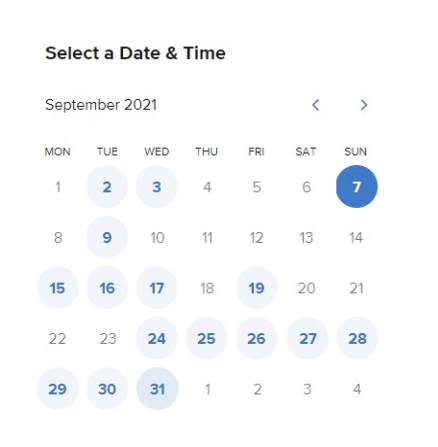 Select a Date & Time
September 2021
MON TUE WED THU FRI SAT SUN
1 2 3 4 5 6 7
8 9 10 11 12 13 14
15 16 17 18 19 20 21
22 23 24 25 26 27 28
29 30 31 1 2 3 4